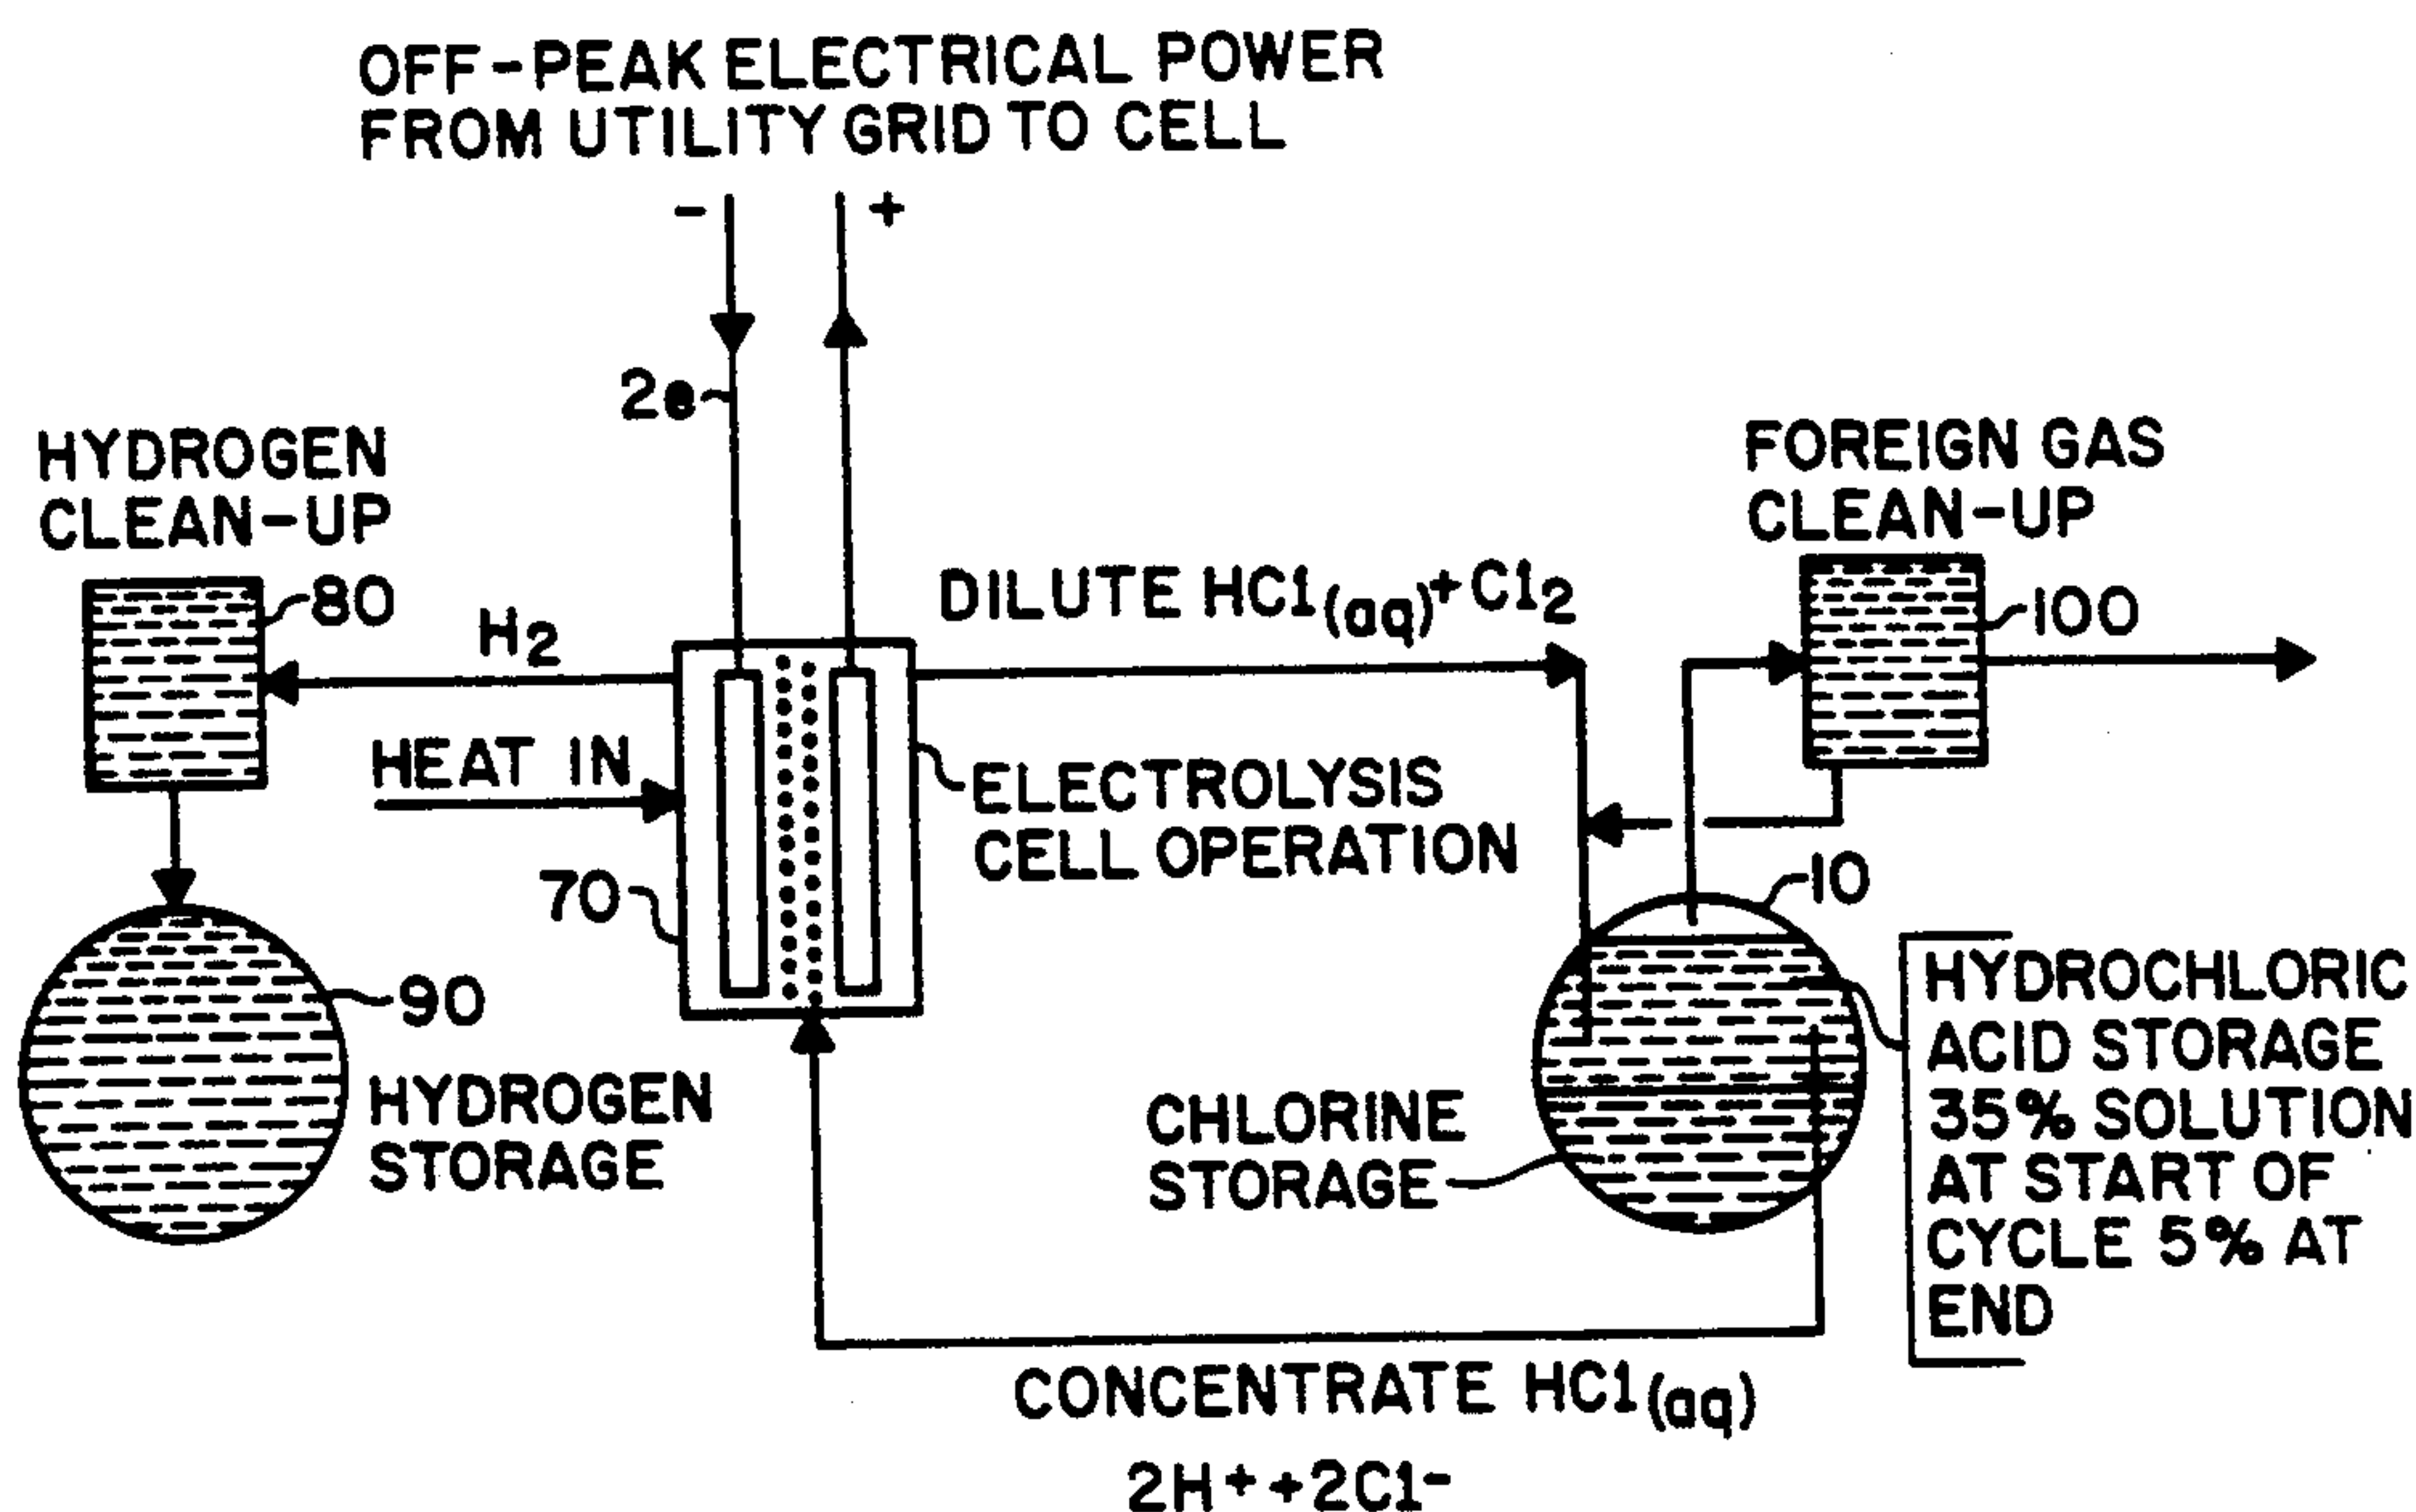 OFF-PEAK ELECTRICAL POWER
FROM UTILITY GRID TO CELL
- +
2e
HYDROGEN
CLEAN-UP
80
H2
HEAT IN
70
90
HYDROGEN
STORAGE
DILUTE HCl(aq)+Cl2
ELECTROLYSIS
CELL OPERATION
FOREIGN GAS
CLEAN-UP
100
10
CHLORINE
STORAGE
HYDROCHLORIC
ACID STORAGE
35% SOLUTION
AT START OF
CYCLE 5% AT
END
CONCENTRATE HCl(aq)
2H++2Cl-